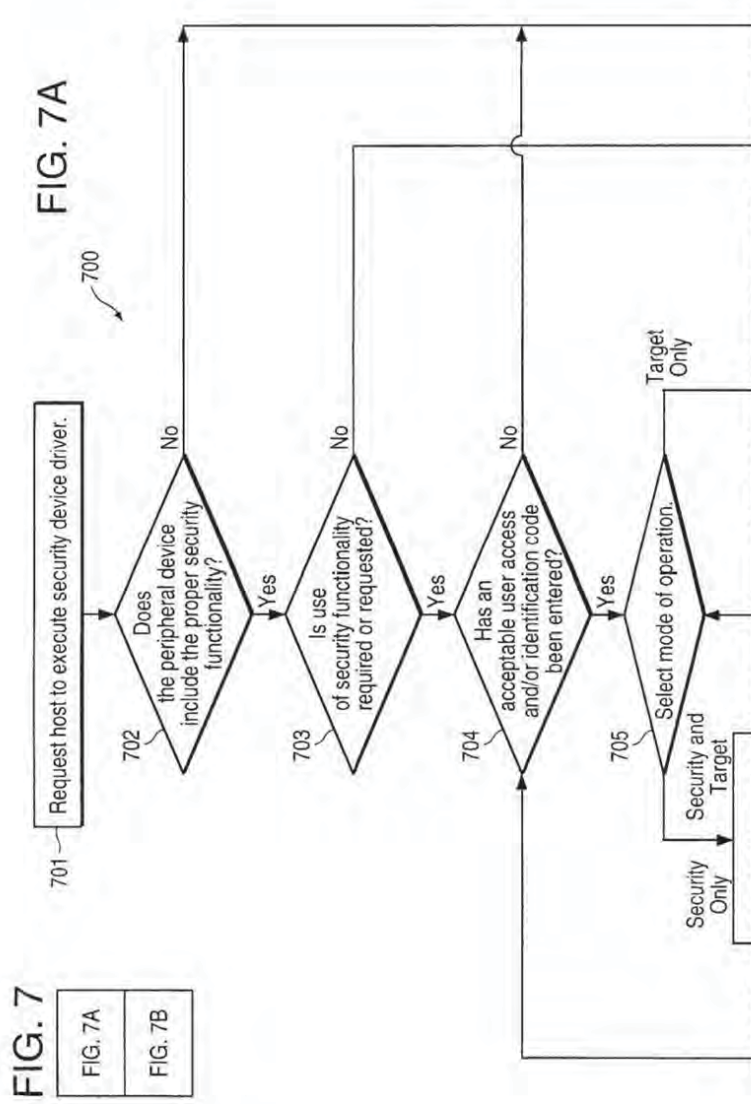 FIG. 7
FIG. 7A
FIG. 7B
FIG. 7A
700
701
Request host to execute security device driver.
702
Does
the peripheral device
include the proper security
functionality?
No
Yes
703
Is use
of security functionality
required or requested?
No
Yes
704
Has an
acceptable user access
and/or identification code
been entered?
No
Yes
705
Select mode of operation.
Security
Only
Security and
Target
Target
Only